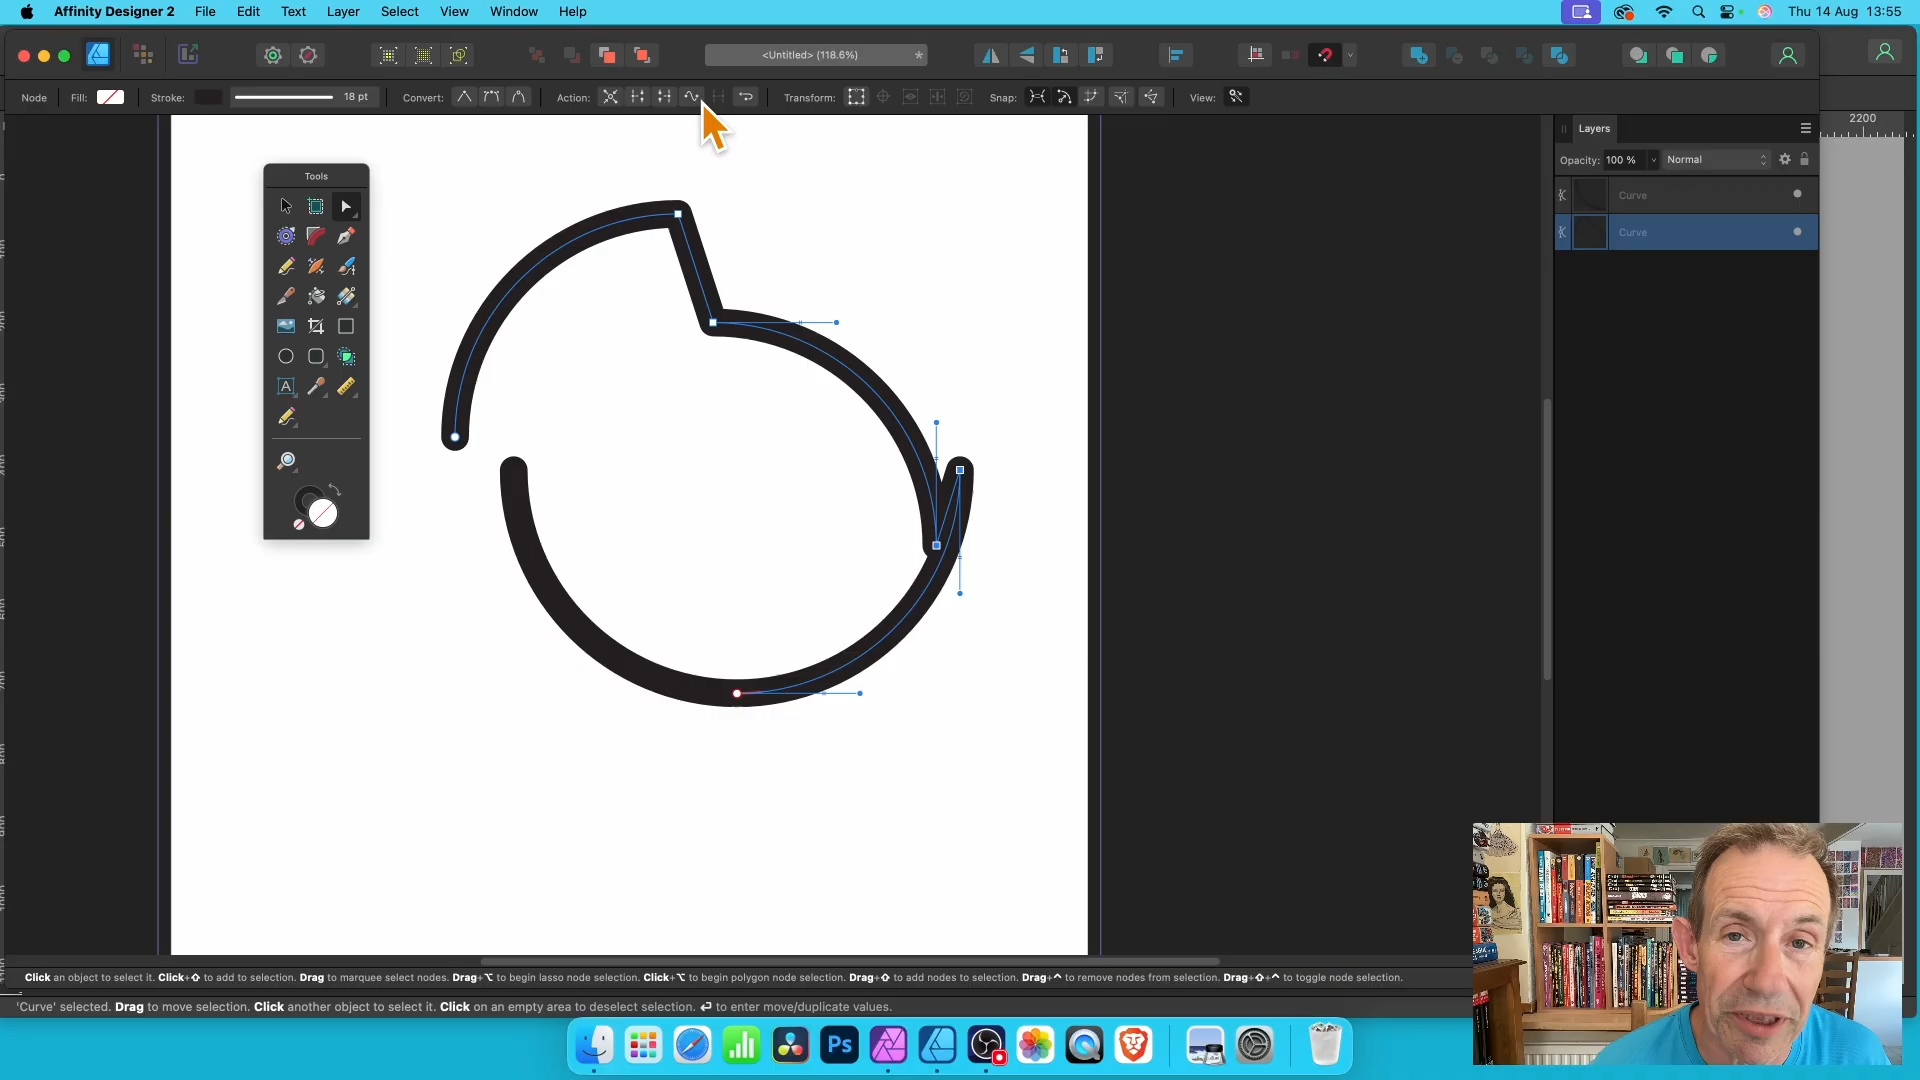 Affinity Designer 2 File Edit Text Layer Select View Window Help Thu 14 Aug 13:55
<Untitled> (118.6%) *
Node Fill: Stroke: 18 pt Convert: Action: Transform: Snap: View:
2200
Layers
Opacity: 100 % Normal
Tools
Curve
Curve
A
Click an object to select it. Click+⇧ to add to selection. Drag to marquee select nodes. Drag+⌥ to begin lasso node selection. Click+⌥ to begin polygon node selection. Drag+⇧ to add nodes to selection. Drag+^ to remove nodes from selection. Drag+⇧+^ to toggle node selection.
'Curve' selected. Drag to move selection. Click another object to select it. Click on an empty area to deselect selection. ⏎ to enter move/duplicate values.
Ps